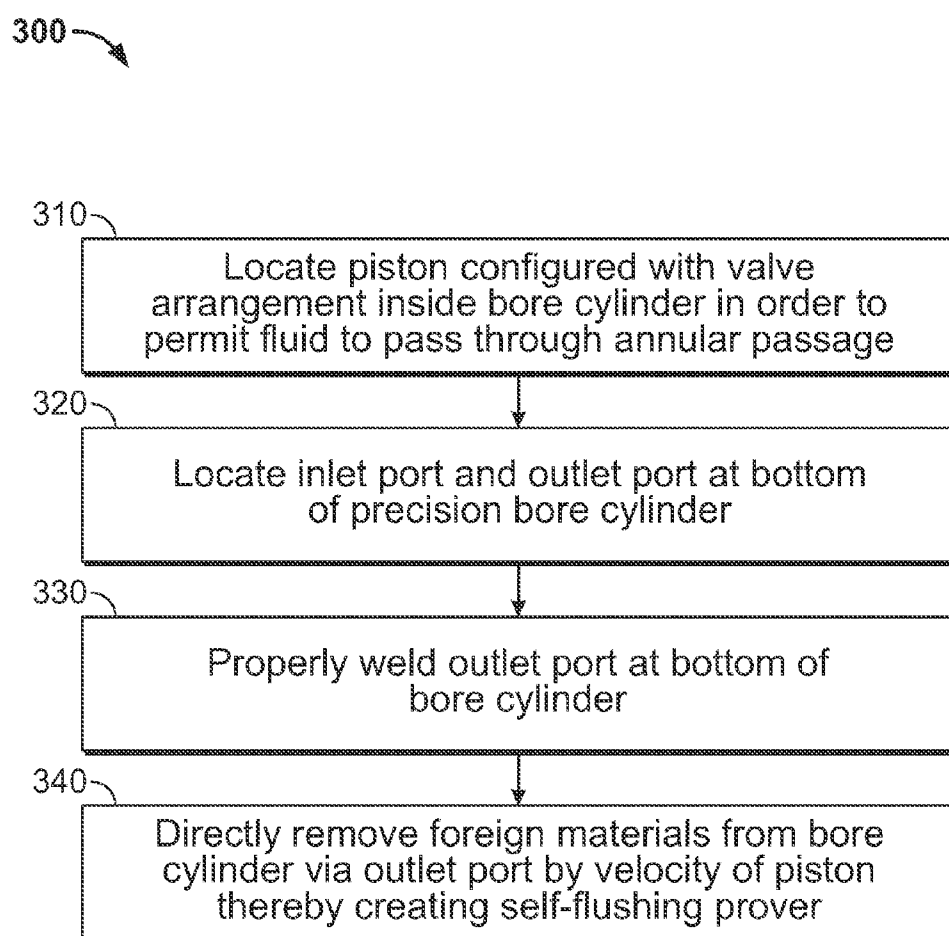 300
310
Locate piston configured with valve
arrangement inside bore cylinder in order to
permit fluid to pass through annular passage
320
Locate inlet port and outlet port at bottom
of precision bore cylinder
330
Properly weld outlet port at bottom of
bore cylinder
340
Directly remove foreign materials from bore
cylinder via outlet port by velocity of piston
thereby creating self-flushing prover